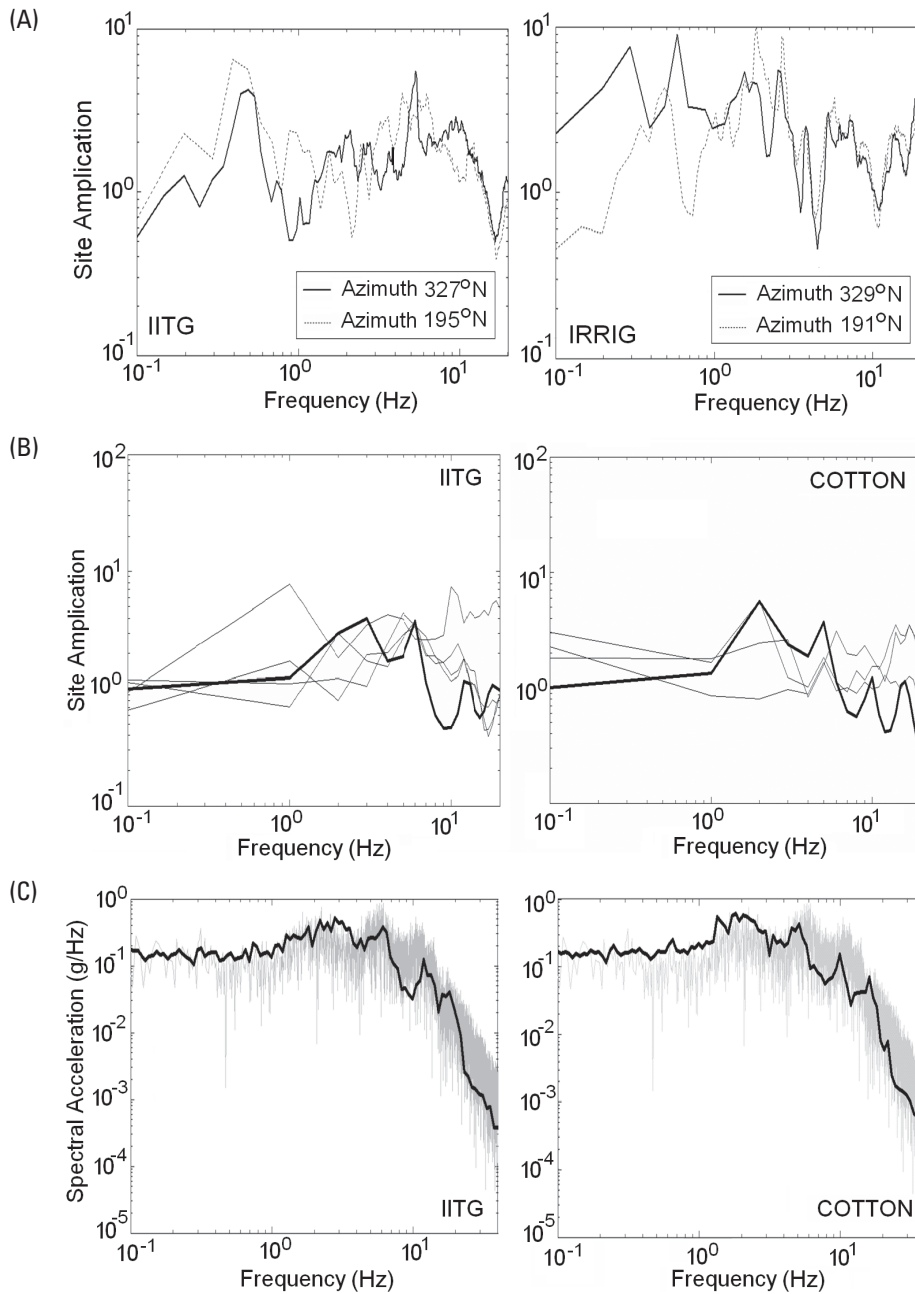 (A)
10^1
10^0
10^-1
Site Amplication
IITG
Azimuth 327°N
Azimuth 195°N
10^-1
10^0
10^1
Frequency (Hz)
10^1
10^0
10^-1
IRRIG
Azimuth 329°N
Azimuth 191°N
10^-1
10^0
10^1
Frequency (Hz)
(B)
10^2
10^1
10^0
10^-1
Site Amplication
IITG
10^-1
10^0
10^1
Frequency (Hz)
10^2
10^1
10^0
10^-1
COTTON
10^-1
10^0
10^1
Frequency (Hz)
(C)
10^0
10^-1
10^-2
10^-3
10^-4
10^-5
Spectral Acceleration (g/Hz)
IITG
10^-1
10^0
10^1
Frequency (Hz)
10^0
10^-1
10^-2
10^-3
10^-4
10^-5
COTTON
10^-1
10^0
10^1
Frequency (Hz)